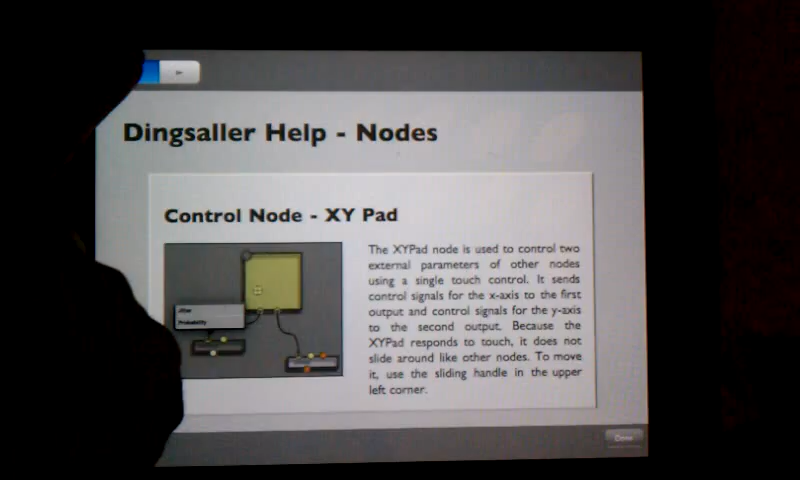 Dingsaller Help - Nodes
Control Node - XY Pad
The XYPad node is used to control two
external parameters of other nodes
using a single touch control. It sends
control signals for the x-axis to the first
output and control signals for the y-axis
to the second output. Because the
XYPad responds to touch, it does not
slide around like other nodes. To move
it, use the sliding handle in the upper
left corner.
Jitter
Probability
Done